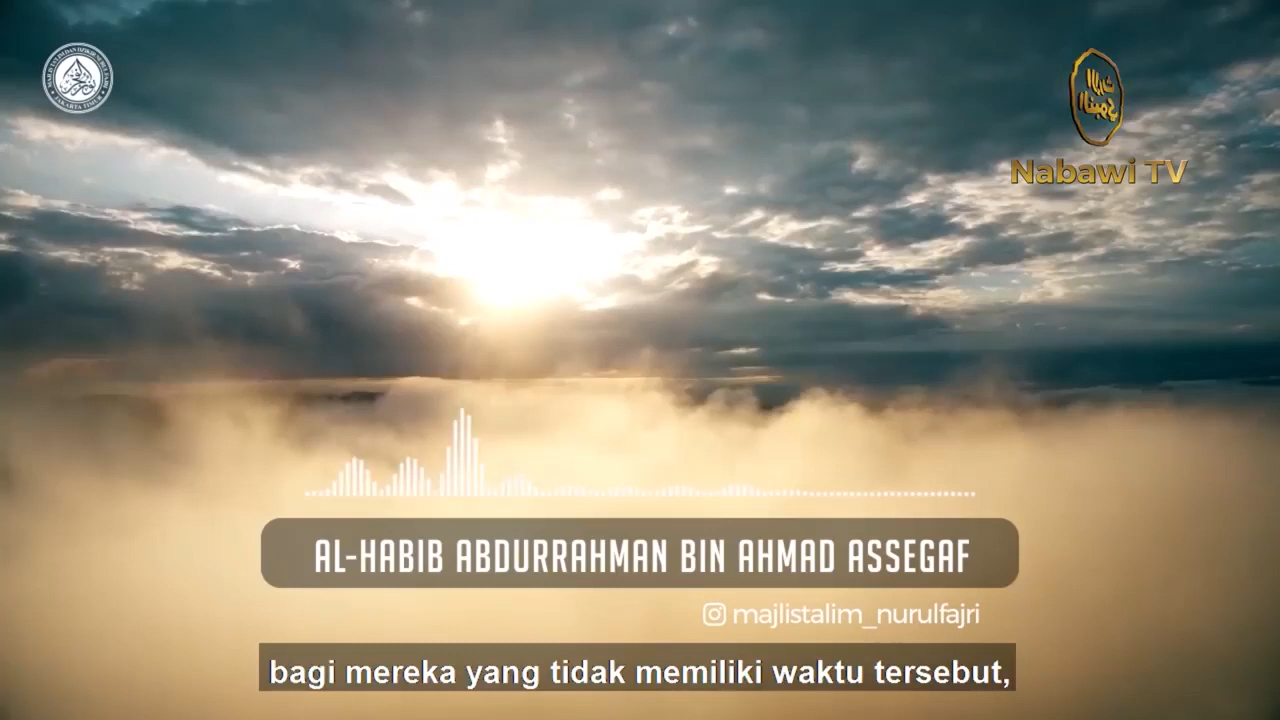 Nabawi TV
AL-HABIB ABDURRAHMAN BIN AHMAD ASSEGAF
majlistalim_nurulfajri
bagi mereka yang tidak memiliki waktu tersebut,